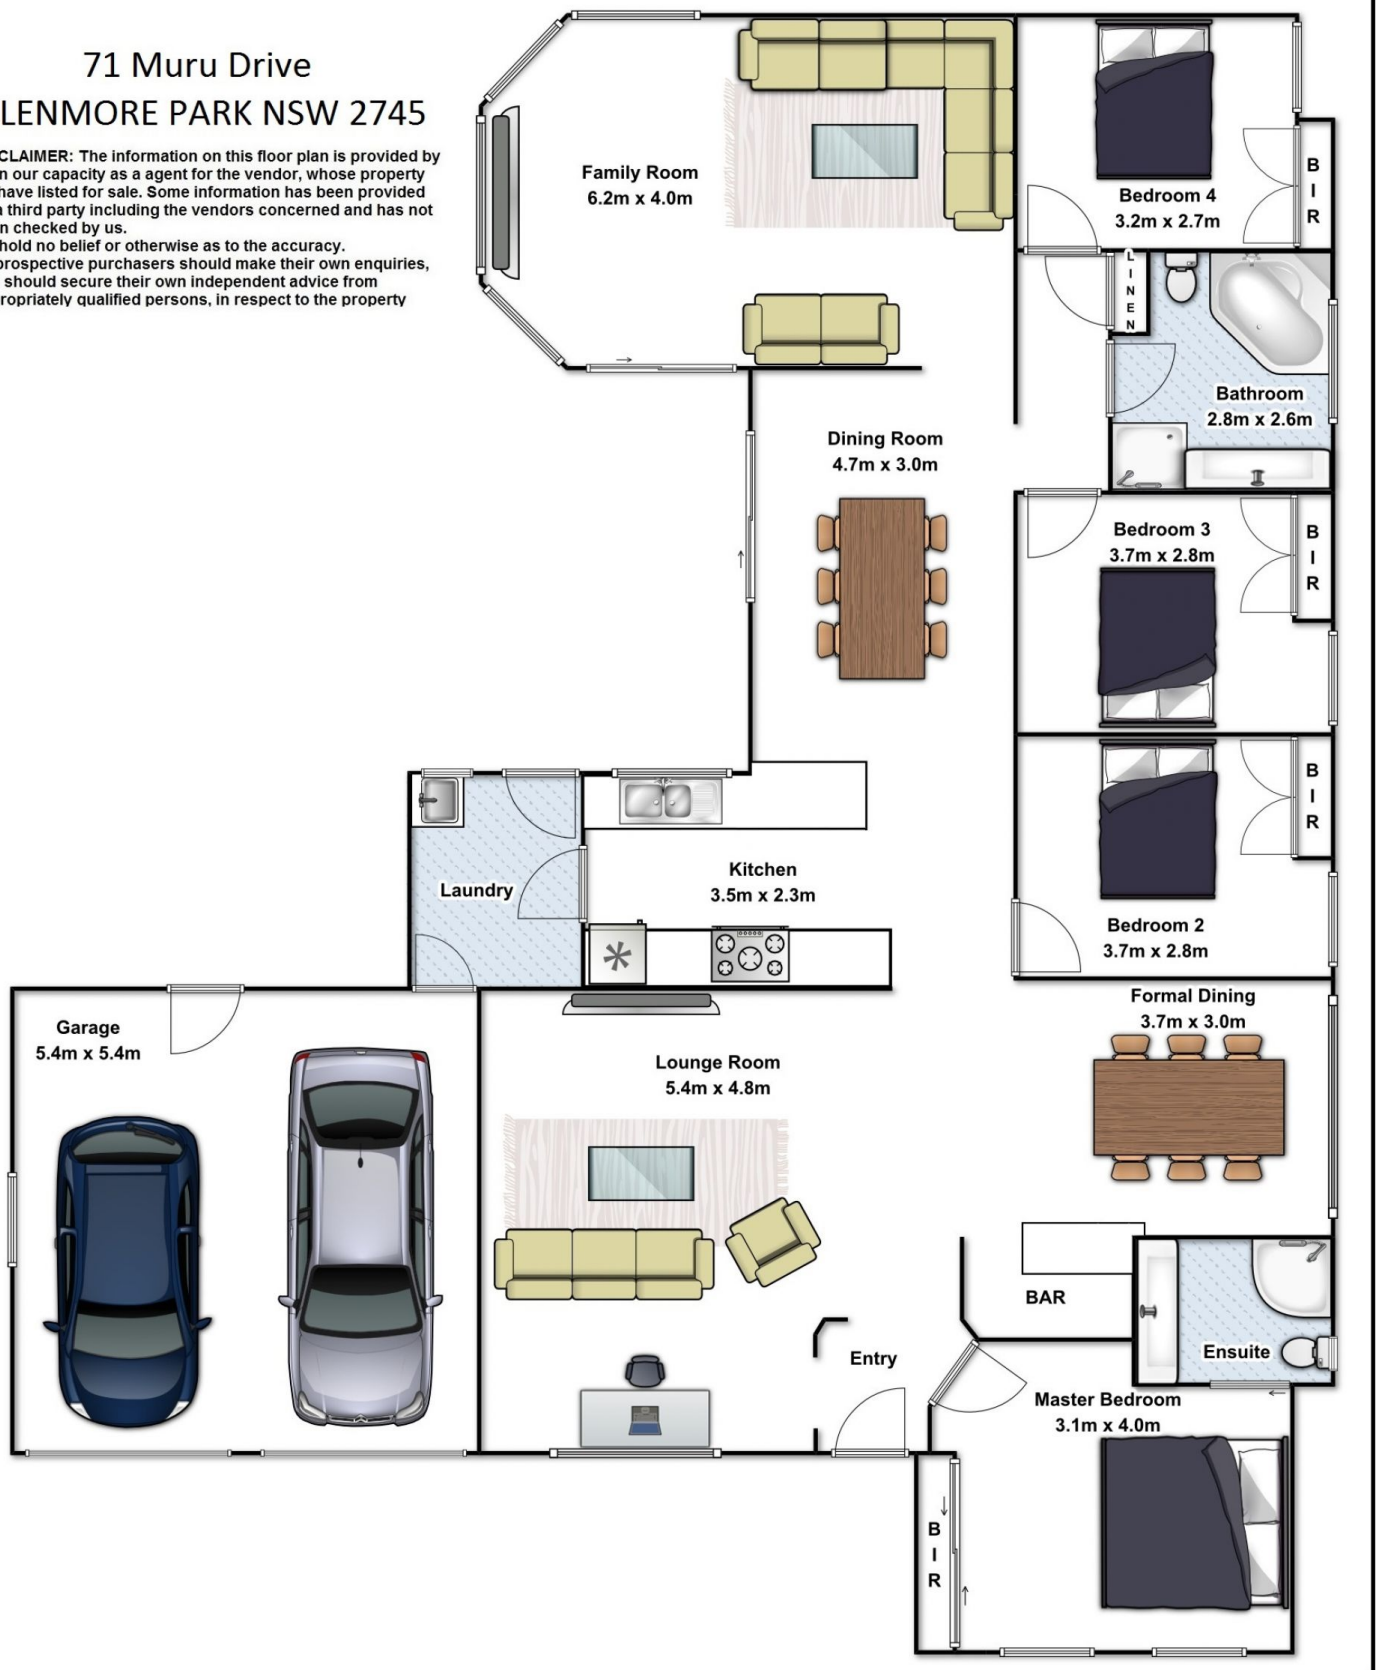 71 Muru Drive
LENMORE PARK NSW 2745
CLAIMER: The information on this floor plan is provided by
n our capacity as a agent for the vendor, whose property
have listed for sale. Some information has been provided
a third party including the vendors concerned and has not
n checked by us.
hold no belief or otherwise as to the accuracy.
prospective purchasers should make their own enquiries,
should secure their own independent advice from
ropriately qualified persons, in respect to the property
Family Room
6.2m x 4.0m
Bedroom 4
3.2m x 2.7m
BIR
LINEN
Bathroom
2.8m x 2.6m
Dining Room
4.7m x 3.0m
Bedroom 3
3.7m x 2.8m
BIR
BIR
Laundry
Kitchen
3.5m x 2.3m
Bedroom 2
3.7m x 2.8m
Formal Dining
3.7m x 3.0m
Garage
5.4m x 5.4m
Lounge Room
5.4m x 4.8m
BAR
Entry
Ensuite
Master Bedroom
3.1m x 4.0m
BIR